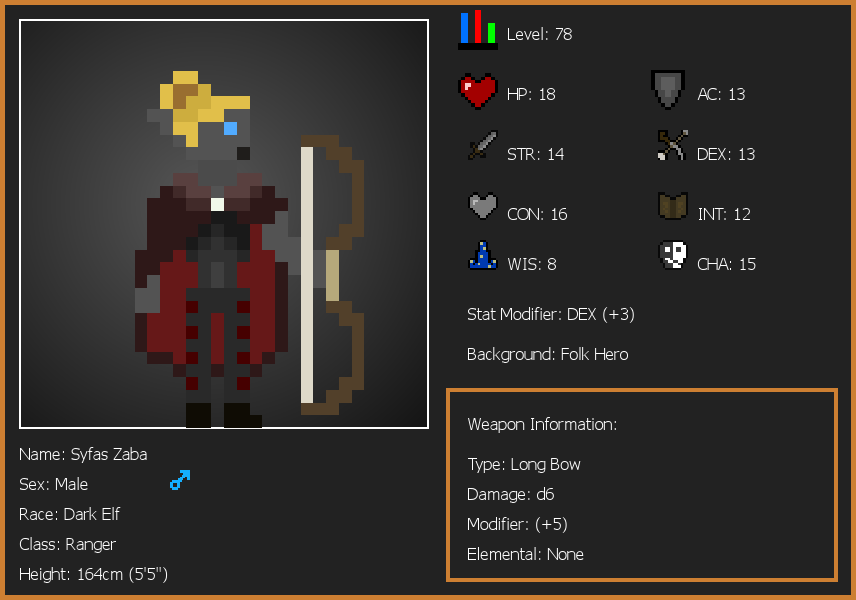 Level: 78
HP: 18
AC: 13
STR: 14
DEX: 13
CON: 16
INT: 12
WIS: 8
CHA: 15
Stat Modifier: DEX (+3)
Background: Folk Hero
Weapon Information:
Type: Long Bow
Damage: d6
Modifier: (+5)
Elemental: None
Name: Syfas Zaba
Sex: Male
Race: Dark Elf
Class: Ranger
Height: 164cm (5'5")